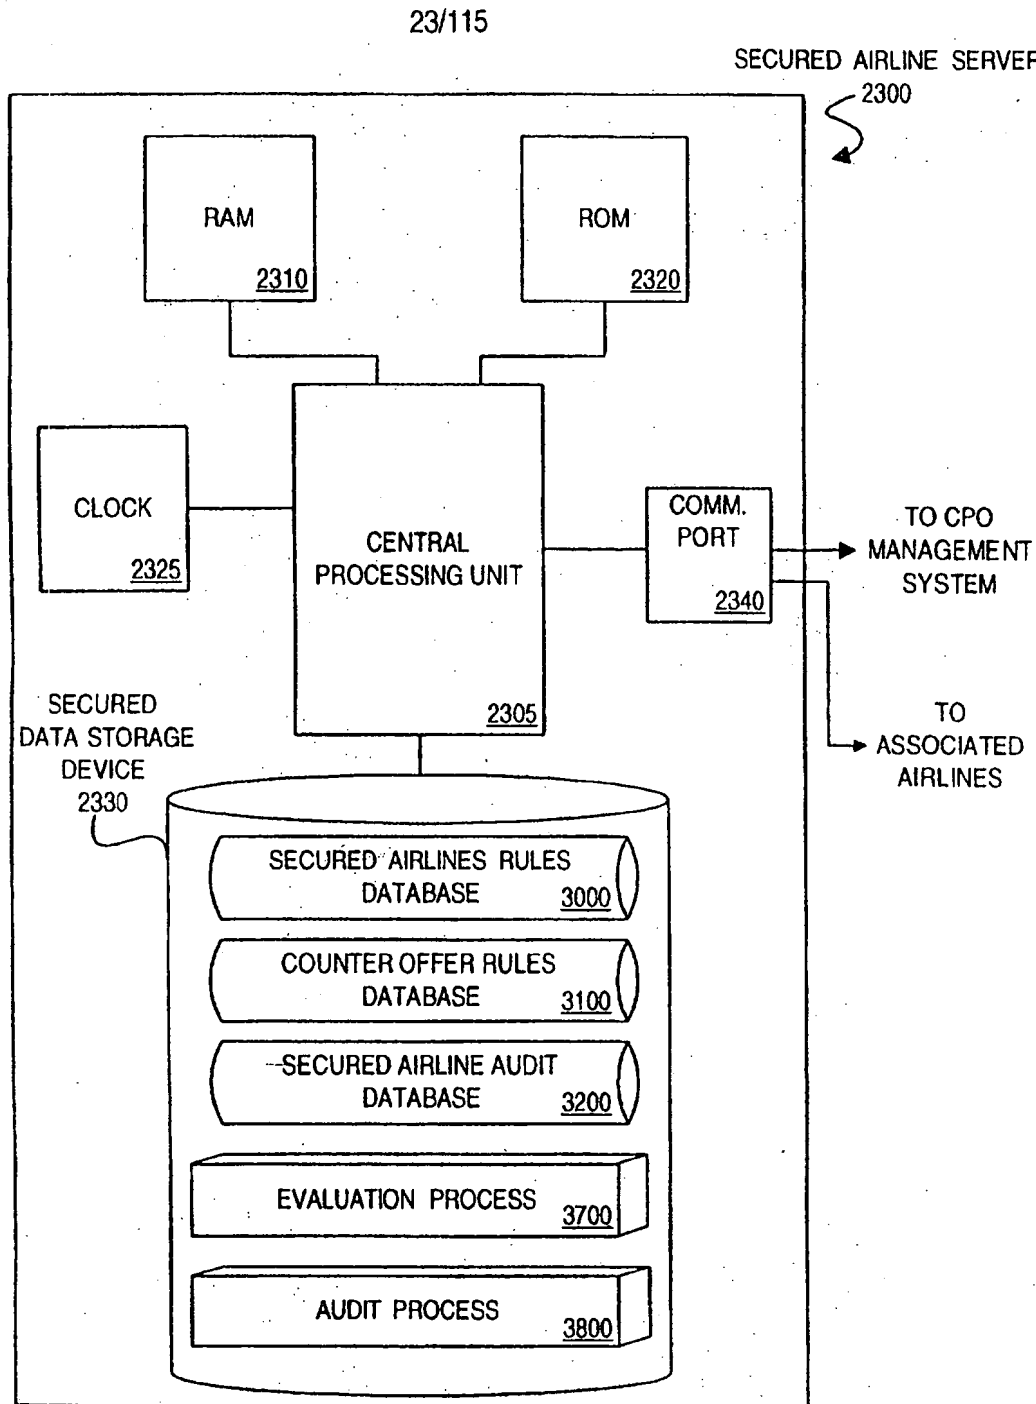 23/115
SECURED AIRLINE SERVER
2300
RAM
2310
ROM
2320
CLOCK
2325
CENTRAL
PROCESSING UNIT
2305
COMM.
PORT
2340
TO CPO
MANAGEMENT
SYSTEM
TO
ASSOCIATED
AIRLINES
SECURED
DATA STORAGE
DEVICE
2330
SECURED AIRLINES RULES
DATABASE
3000
COUNTER OFFER RULES
DATABASE
3100
SECURED AIRLINE AUDIT
DATABASE
3200
EVALUATION PROCESS
3700
AUDIT PROCESS
3800